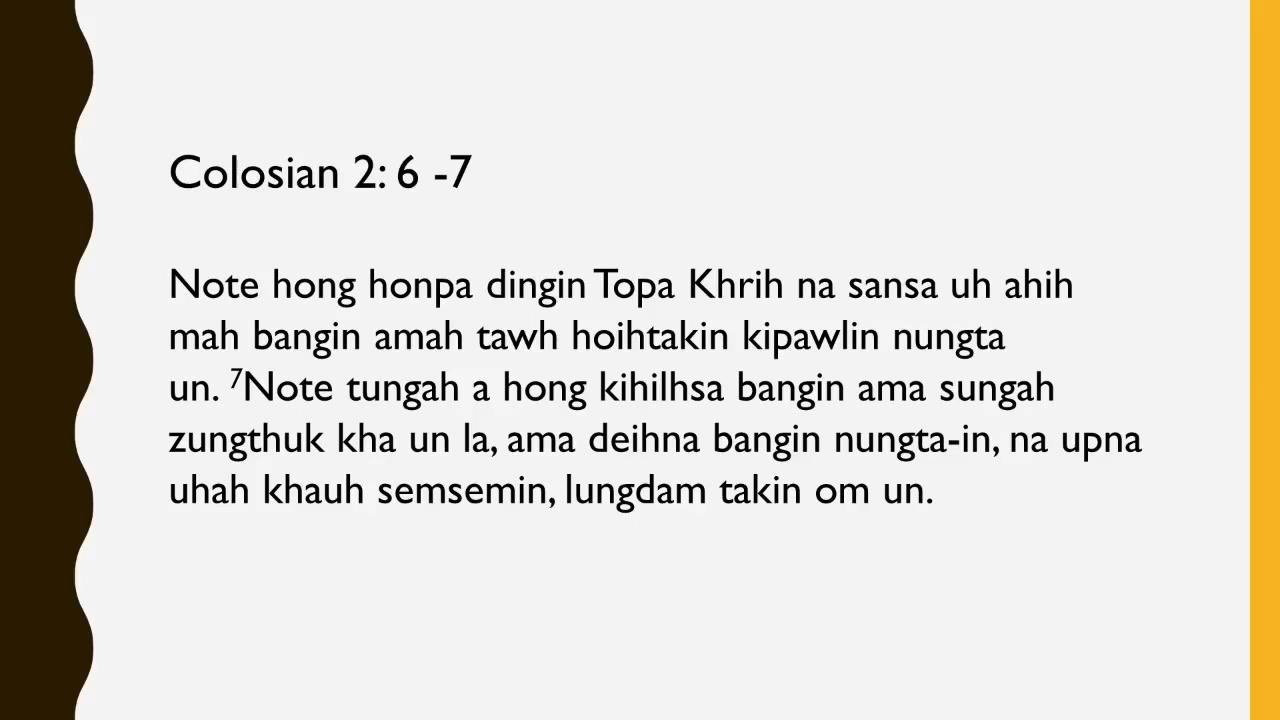 Colosian 2: 6 -7
Note hong honpa dingin Topa Khrih na sansa uh ahih
mah bangin amah tawh hoihtakin kipawlin nungta
un. ⁷Note tungah a hong kihilhsa bangin ama sungah
zungthuk kha un la, ama deihna bangin nungta-in, na upna
uhah khauh semsemin, lungdam takin om un.